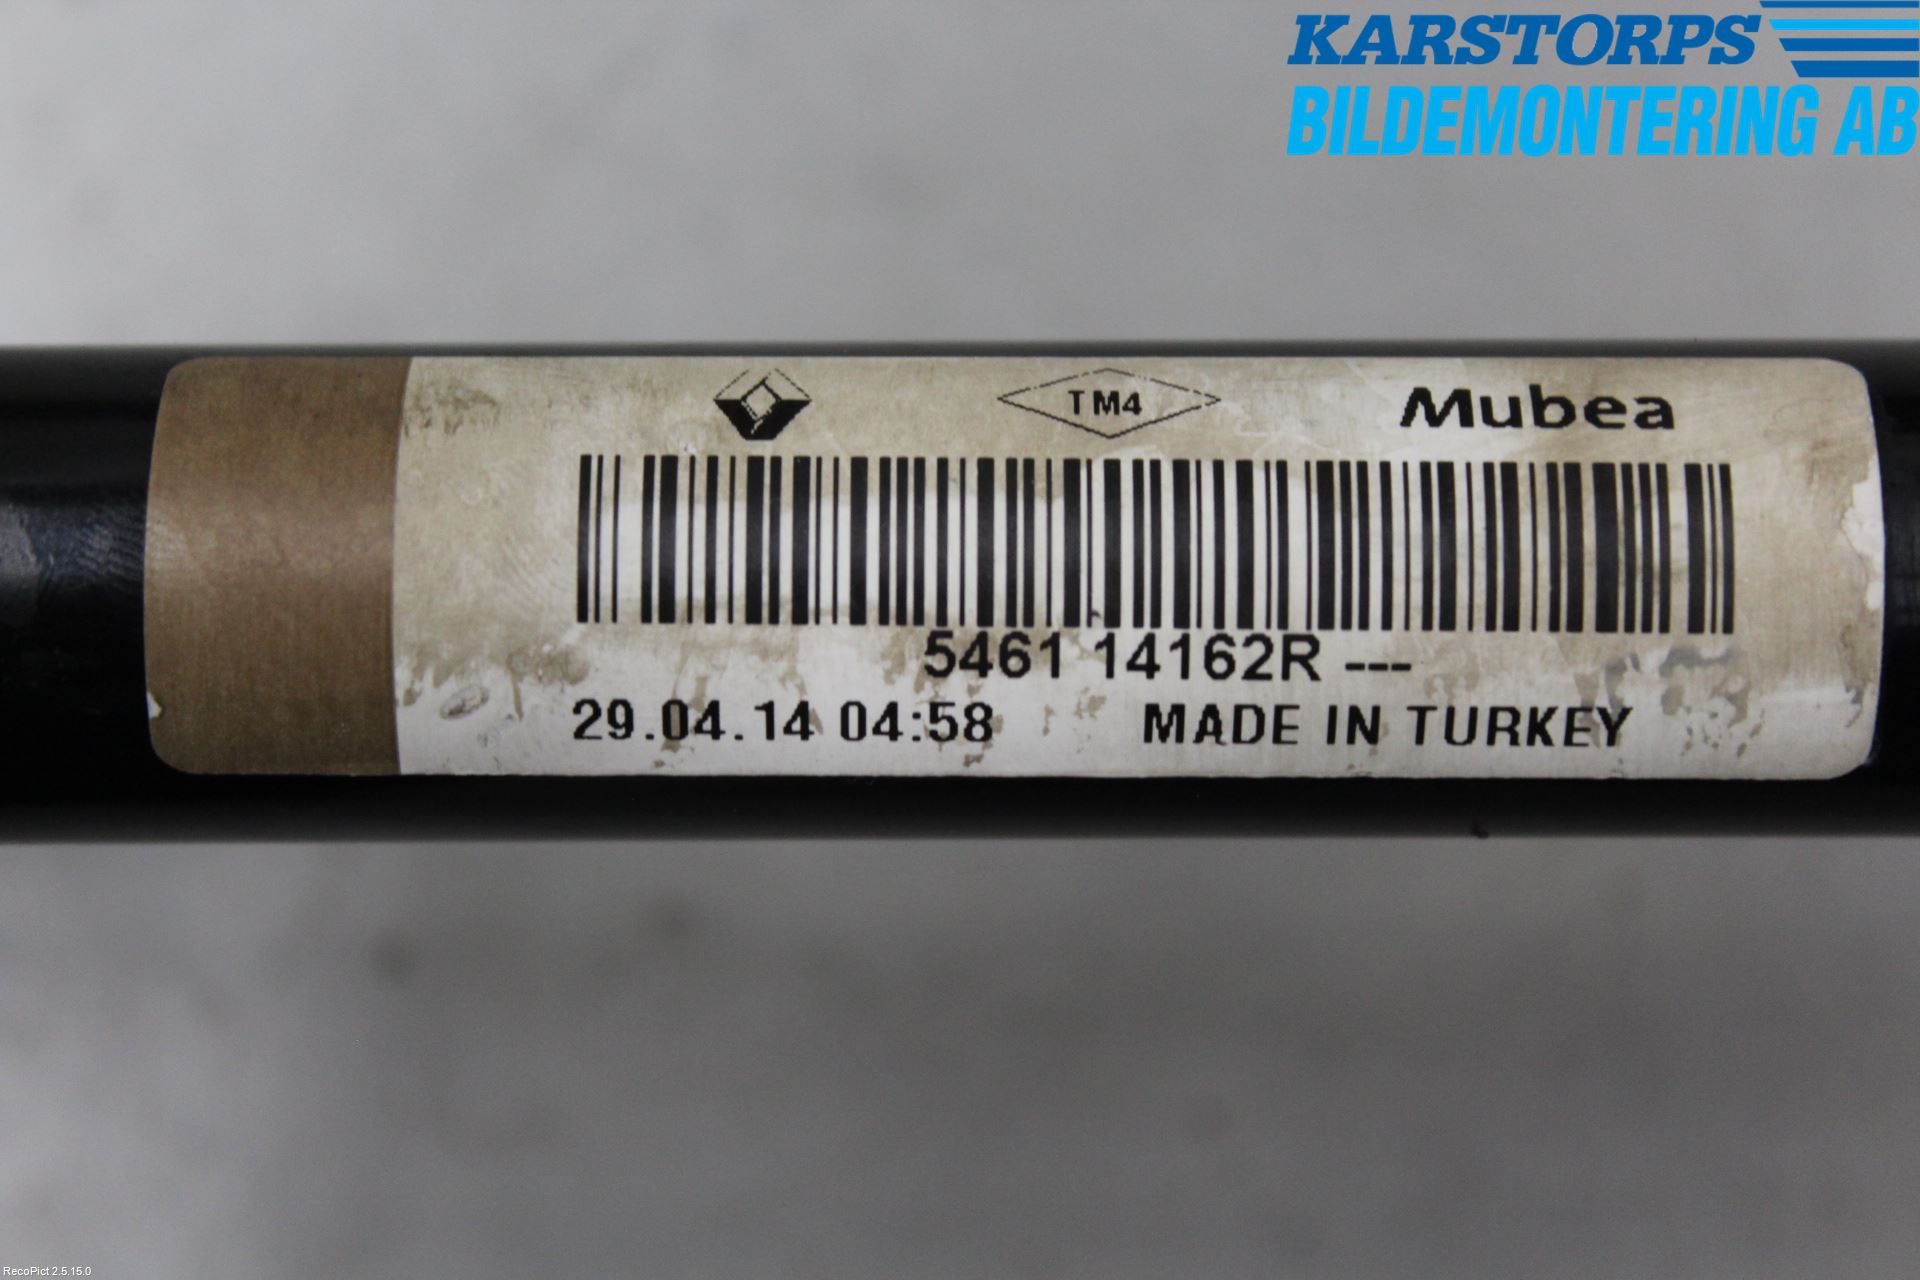 KARSTORPS
BILDEMONTERING AB
TM4
Mubea
5461 14162R ---
29.04.14 04:58 MADE IN TURKEY
RecoPict 2.5.15.0